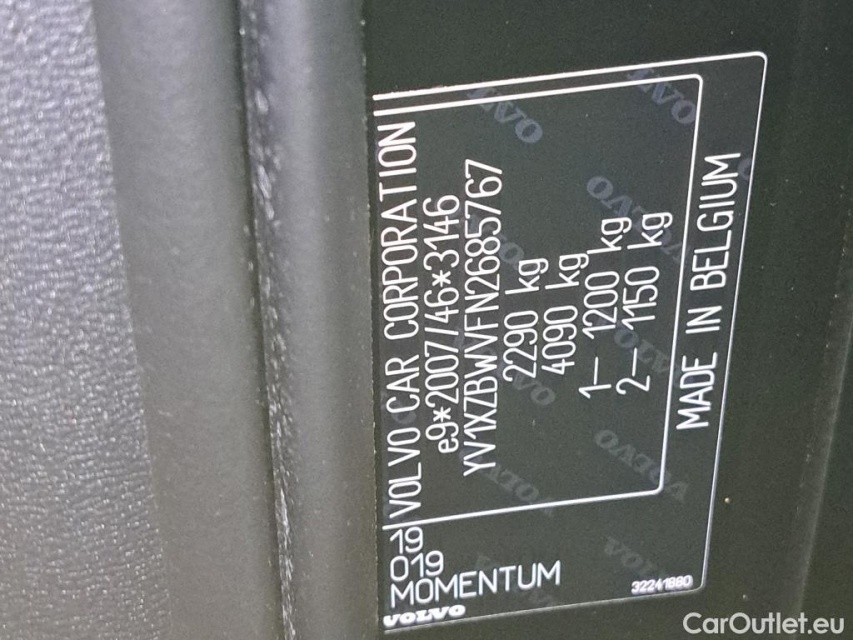 VOLVO CAR CORPORATION
e9*2007/46*3146
YV1XZBWVFN2685767
2290 kg
4090 kg
1— 1200 kg
2— 1150 kg
MADE IN BELGIUM
19
019
MOMENTUM
VOLVO
32241880
CarOutlet.eu